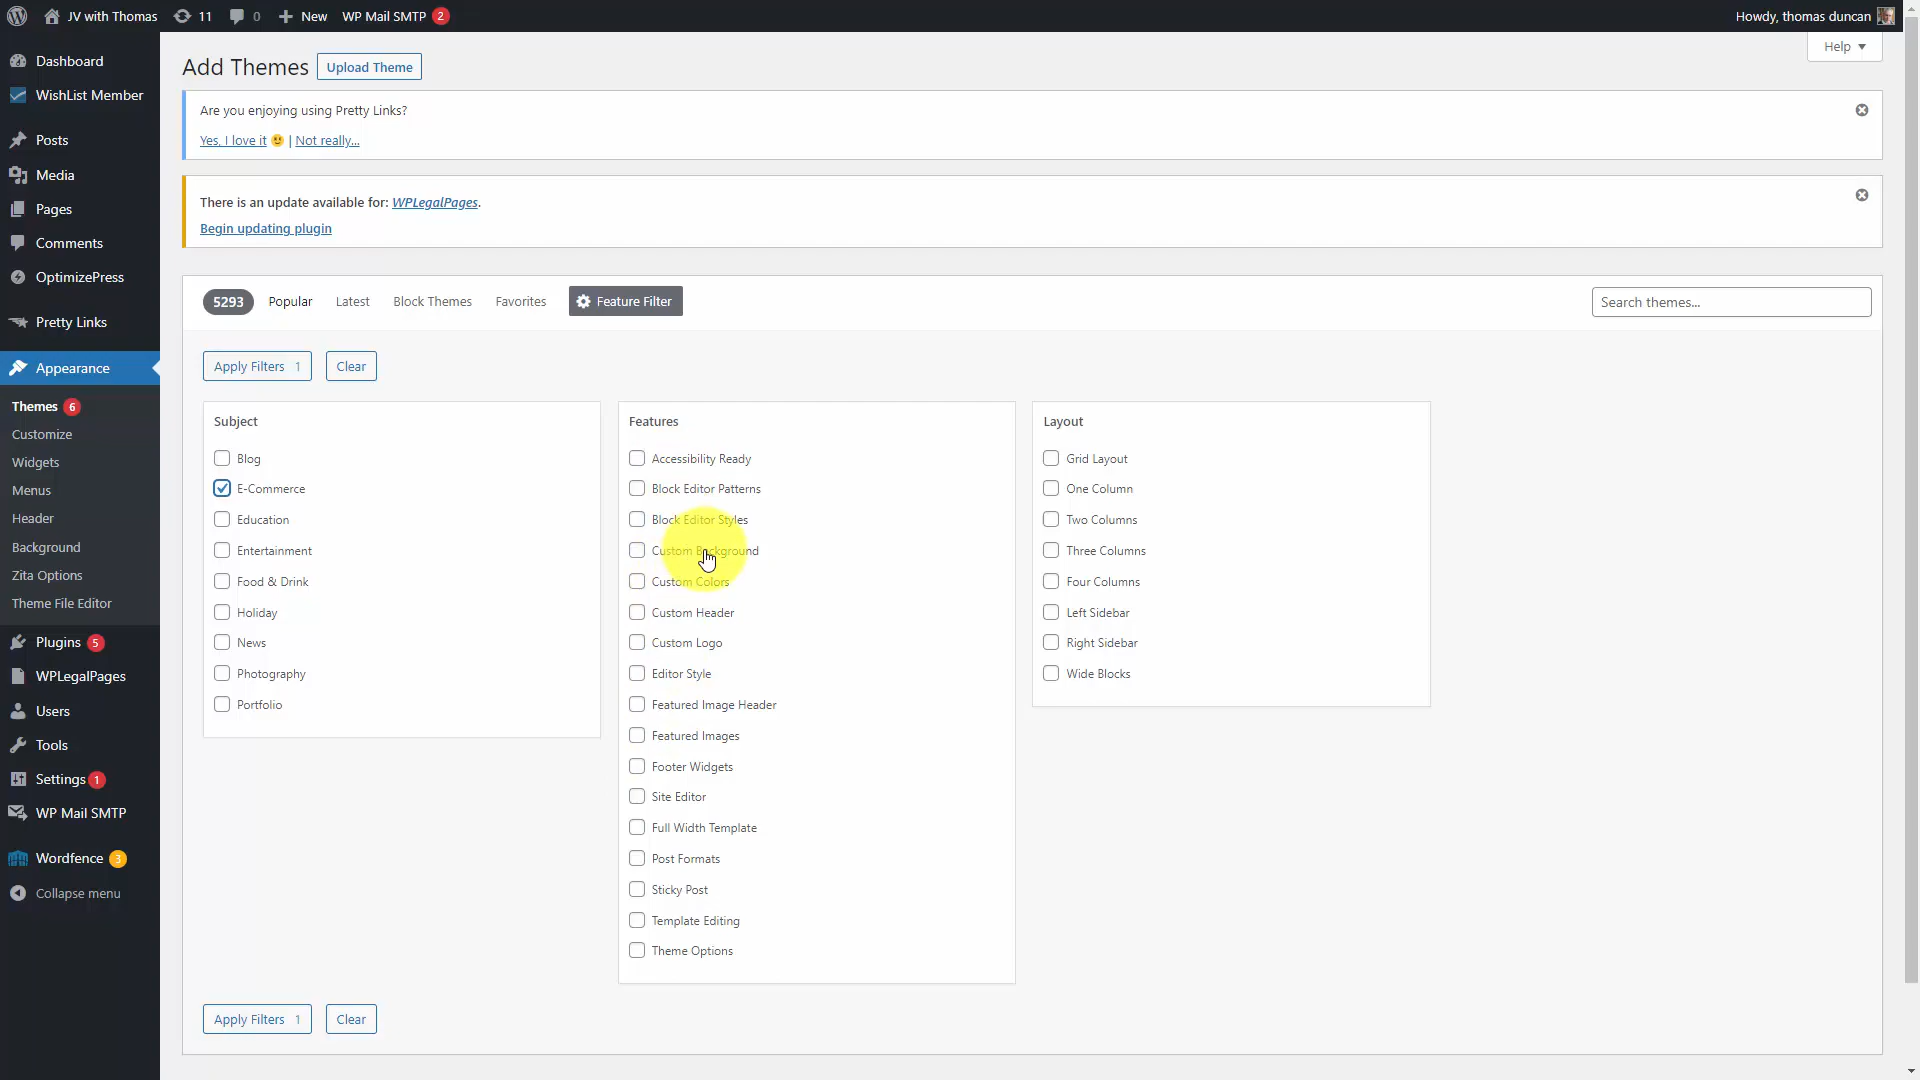 JV with Thomas 11 0 New WP Mail SMTP 2 Howdy, thomas duncan
Help
Dashboard
WishList Member
Posts
Media
Pages
Comments
OptimizePress
Pretty Links
Appearance
Themes 6
Customize
Widgets
Menus
Header
Background
Zita Options
Theme File Editor
Plugins 5
WPLegalPages
Users
Tools
Settings 1
WP Mail SMTP
Wordfence 3
Collapse menu
Add Themes Upload Theme
Are you enjoying using Pretty Links?
Yes, I love it 🙂 | Not really...
There is an update available for: WPLegalPages.
Begin updating plugin
5293 Popular Latest Block Themes Favorites Feature Filter Search themes...
Apply Filters 1 Clear
Subject
Blog
E-Commerce
Education
Entertainment
Food & Drink
Holiday
News
Photography
Portfolio
Features
Accessibility Ready
Block Editor Patterns
Block Editor Styles
Custom Background
Custom Colors
Custom Header
Custom Logo
Editor Style
Featured Image Header
Featured Images
Footer Widgets
Site Editor
Full Width Template
Post Formats
Sticky Post
Template Editing
Theme Options
Layout
Grid Layout
One Column
Two Columns
Three Columns
Four Columns
Left Sidebar
Right Sidebar
Wide Blocks
Apply Filters 1 Clear